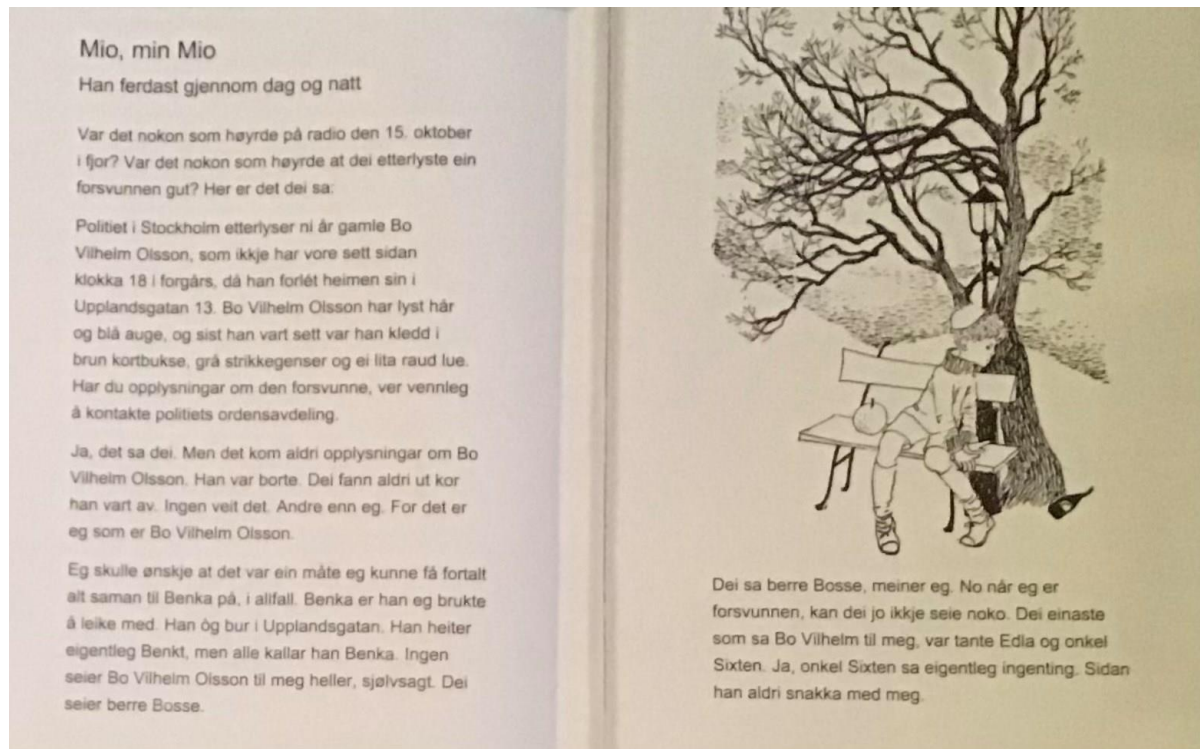 Mio, min Mio
Han ferdast gjennom dag og natt
Var det nokon som høyrde på radio den 15. oktober
i fjor? Var det nokon som høyrde at dei etterlyste ein
forsvunnen gut? Her er det dei sa:
Politiet i Stockholm etterlyser ni år gamle Bo
Vilhelm Olsson, som ikkje har vore sett sidan
klokka 18 i forgårs, då han forlét heimen sin i
Upplandsgatan 13. Bo Vilhelm Olsson har lyst hår
og blå auge, og sist han vart sett var han kledd i
brun kortbukse, grå strikkegenser og ei lita raud lue.
Har du opplysningar om den forsvunne, ver vennleg
å kontakte politiets ordensavdeling.
Ja, det sa dei. Men det kom aldri opplysningar om Bo
Vilhelm Olsson. Han var borte. Dei fann aldri ut kor
han vart av. Ingen veit det. Andre enn eg. For det er
eg som er Bo Vilhelm Olsson.
Eg skulle ønskje at det var ein måte eg kunne få fortalt
alt saman til Benka på, i allfall. Benka er han eg brukte
å leike med. Han òg bur i Upplandsgatan. Han heiter
eigentleg Benkt, men alle kallar han Benka. Ingen
seier Bo Vilhelm Olsson til meg heller, sjølvsagt. Dei
seier berre Bosse.
Dei sa berre Bosse, meiner eg. No når eg er
forsvunnen, kan dei jo ikkje seie noko. Dei einaste
som sa Bo Vilhelm til meg, var tante Edla og onkel
Sixten. Ja, onkel Sixten sa eigentleg ingenting. Sidan
han aldri snakka med meg.